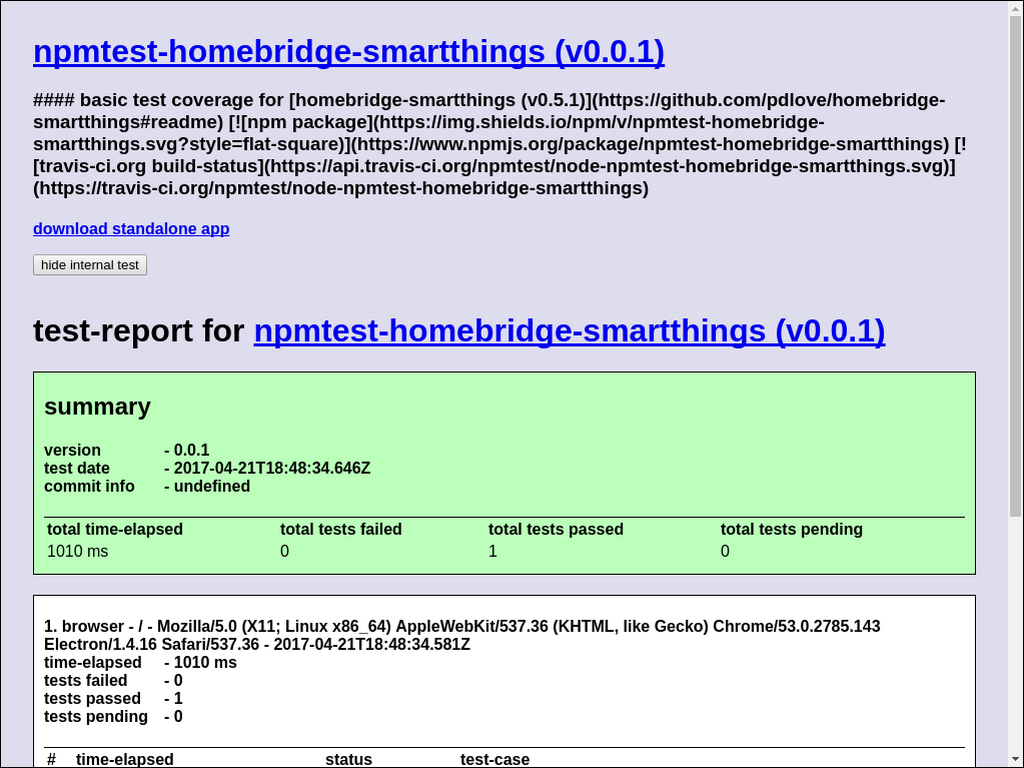 npmtest-homebridge-smartthings (v0.0.1)
#### basic test coverage for [homebridge-smartthings (v0.5.1)](https://github.com/pdlove/homebridge-
smartthings#readme) [![npm package](https://img.shields.io/npm/v/npmtest-homebridge-
smartthings.svg?style=flat-square)](https://www.npmjs.org/package/npmtest-homebridge-smartthings) [!
[travis-ci.org build-status](https://api.travis-ci.org/npmtest/node-npmtest-homebridge-smartthings.svg)]
(https://travis-ci.org/npmtest/node-npmtest-homebridge-smartthings)
download standalone app
hide internal test
test-report for npmtest-homebridge-smartthings (v0.0.1)
summary
version - 0.0.1
test date - 2017-04-21T18:48:34.646Z
commit info - undefined
total time-elapsed total tests failed total tests passed total tests pending
1010 ms 0 1 0
1. browser - / - Mozilla/5.0 (X11; Linux x86_64) AppleWebKit/537.36 (KHTML, like Gecko) Chrome/53.0.2785.143
Electron/1.4.16 Safari/537.36 - 2017-04-21T18:48:34.581Z
time-elapsed - 1010 ms
tests failed - 0
tests passed - 1
tests pending - 0
# time-elapsed status test-case